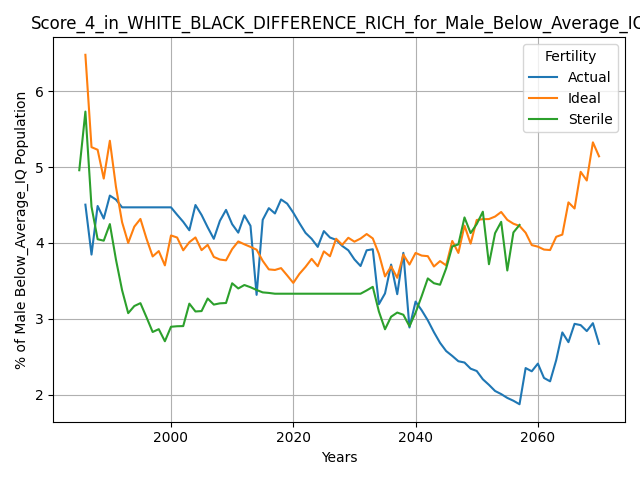 Score_4_in_WHITE_BLACK_DIFFERENCE_RICH_for_Male_Below_Average_IQ
Fertility
Actual
Ideal
Sterile
% of Male Below_Average_IQ Population
6
5
4
3
2
2000 2020 2040 2060
Years